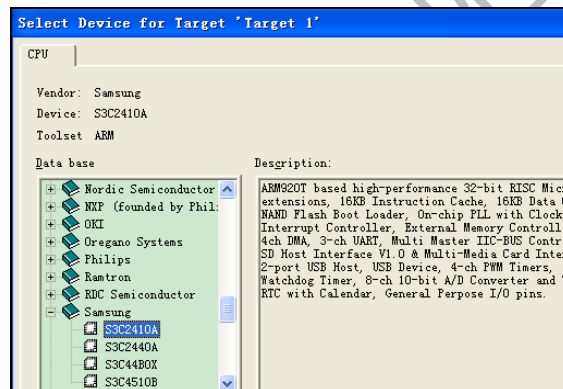 Select Device for Target 'Target 1'
CPU
Vendor: Samsung
Device: S3C2410A
Toolset ARM
Data base
Description:
Nordic Semiconductor
NXP (founded by Phil
OKI
Oregano Systems
Philips
Ramtron
RDC Semiconductor
Samsung
S3C2410A
S3C2440A
S3C44B0X
S3C4510B
ARM920T based high-performance 32-bit RISC Mic
extensions, 16KB Instruction Cache, 16KB Data
NAND Flash Boot Loader, On-chip PLL with Clock
Interrupt Controller, External Memory Controll
4ch DMA, 3-ch UART, Multi Master IIC-BUS Contr
SD Host Interface V1.0 & Multi-Media Card Inte
2-port USB Host, USB Device, 4-ch PWM Timers,
Watchdog Timer, 8-ch 10-bit A/D Converter and
RTC with Calendar, General Perpose I/O pins.